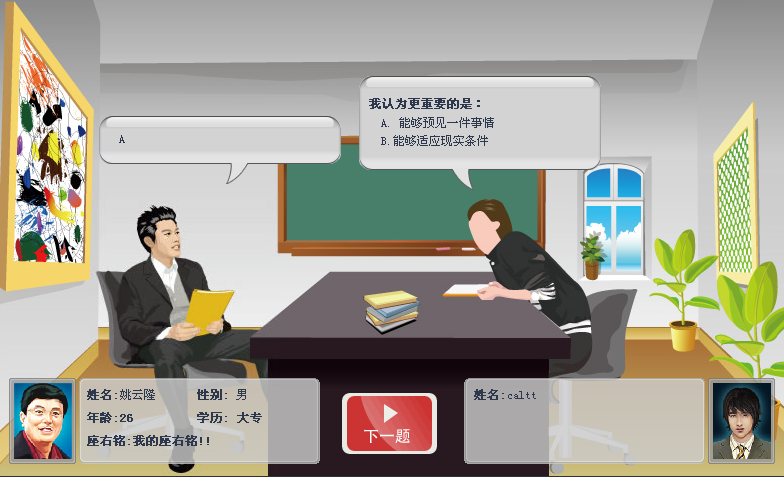 我认为更重要的是：
A. 能够预见一件事情
B.能够适应现实条件
A
姓名:姚云隆 性别: 男
年龄:26 学历: 大专
座右铭:我的座右铭!!
下一题
姓名:caltt